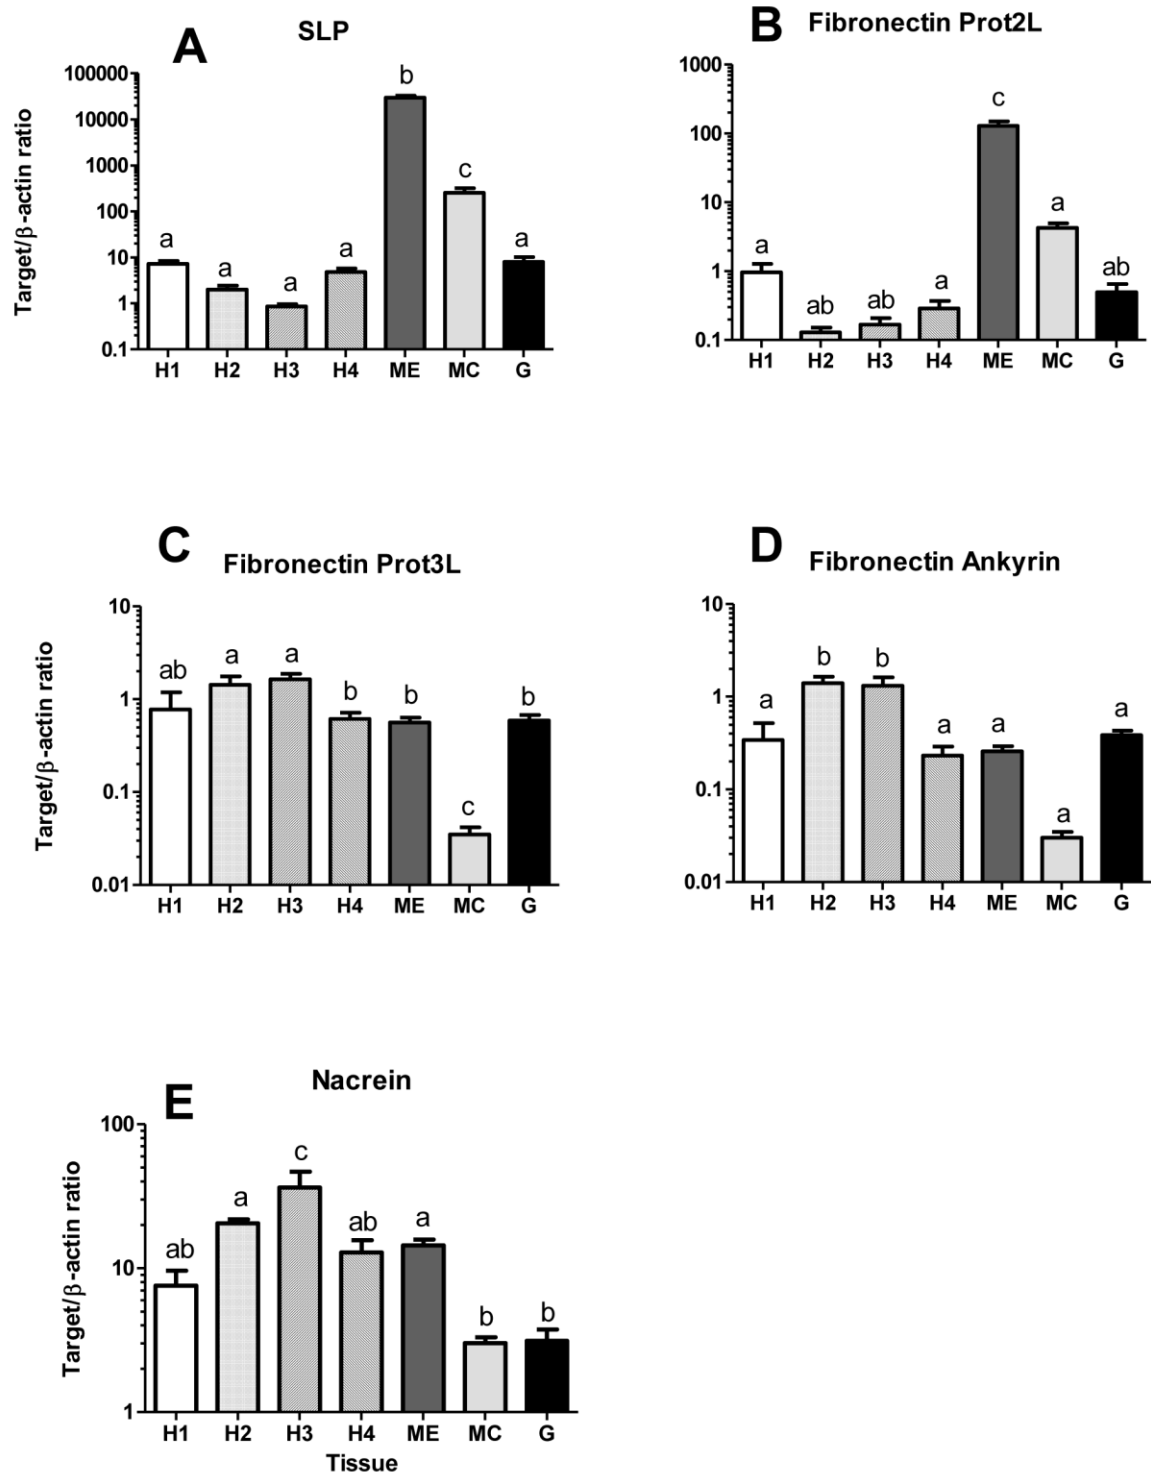 A
SLP
Target/β-actin ratio
100000
10000
1000
100
10
1
0.1
a
a
a
a
b
c
a
H1 H2 H3 H4 ME MC G
B
Fibronectin Prot2L
1000
100
10
1
0.1
a
ab
ab
a
c
a
ab
H1 H2 H3 H4 ME MC G
C
Fibronectin Prot3L
Target/β-actin ratio
10
1
0.1
0.01
ab
a
a
b
b
c
b
H1 H2 H3 H4 ME MC G
D
Fibronectin Ankyrin
10
1
0.1
0.01
a
b
b
a
a
a
a
H1 H2 H3 H4 ME MC G
E
Nacrein
Target/β-actin ratio
100
10
1
ab
a
c
ab
a
b
b
H1 H2 H3 H4 ME MC G
Tissue